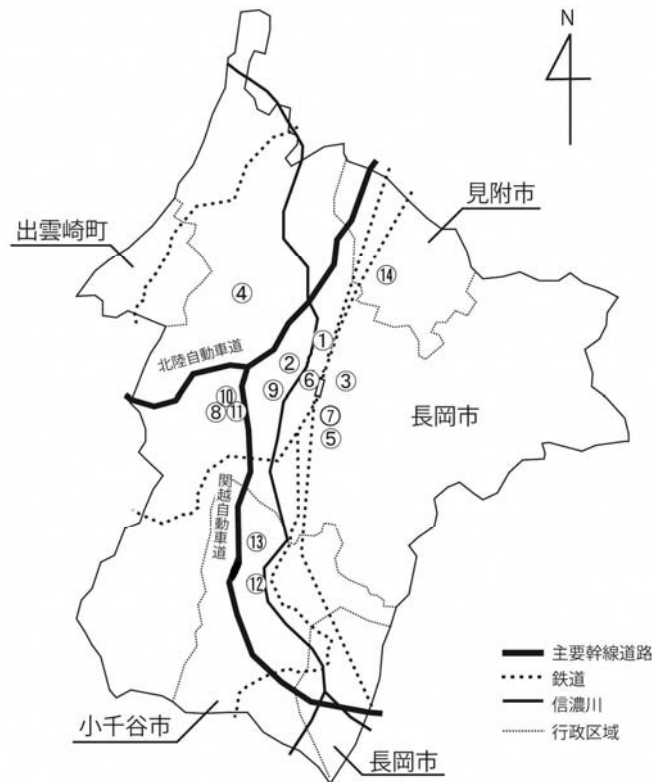 N
見附市
出雲崎町
⑭
④
①
北陸自動車道
②
⑥
③
⑨
⑩
⑧
⑪
⑦
長岡市
⑤
関越自動車道
⑬
⑫
主要幹線道路
鉄道
信濃川
行政区域
小千谷市
長岡市